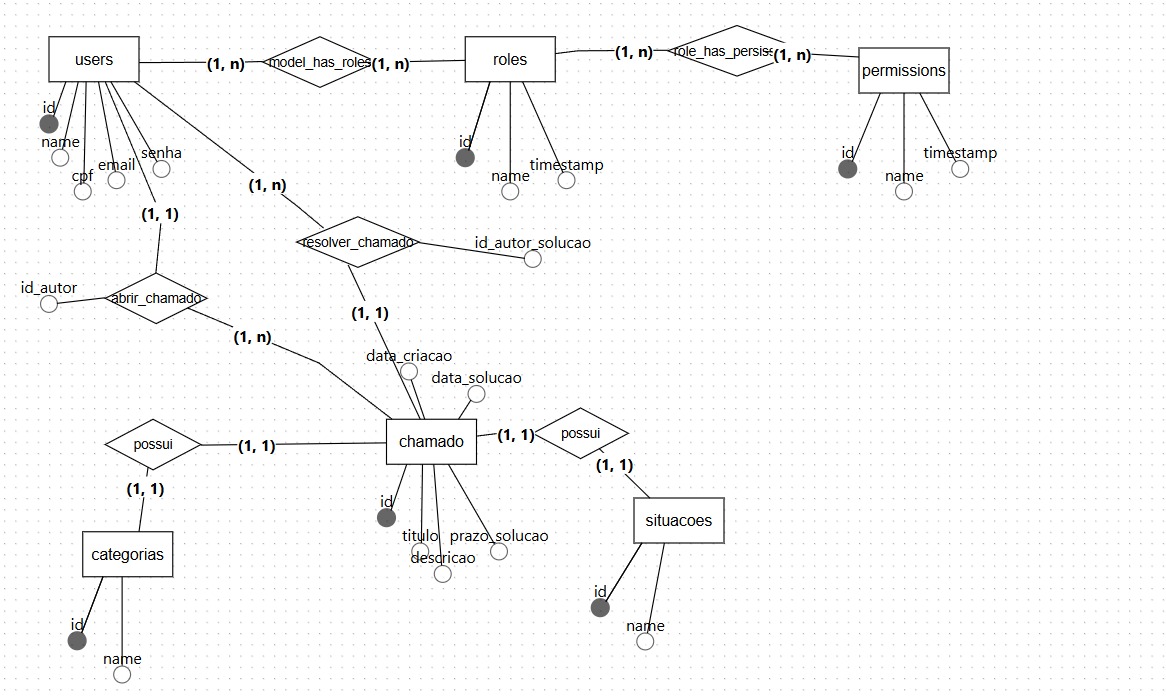 users
(1, n)
model_has_roles
(1, n)
roles
(1, n)
role_has_persis
(1, n)
permissions
id
name
cpf
email
senha
id
name
timestamp
id
name
timestamp
(1, 1)
(1, n)
resolver_chamado
id_autor_solucao
id_autor
abrir_chamado
(1, n)
(1, 1)
data_criacao
data_solucao
possui
(1, 1)
chamado
(1, 1)
possui
(1, 1)
(1, 1)
id
titulo
descricao
prazo_solucao
situacoes
categorias
id
name
id
name